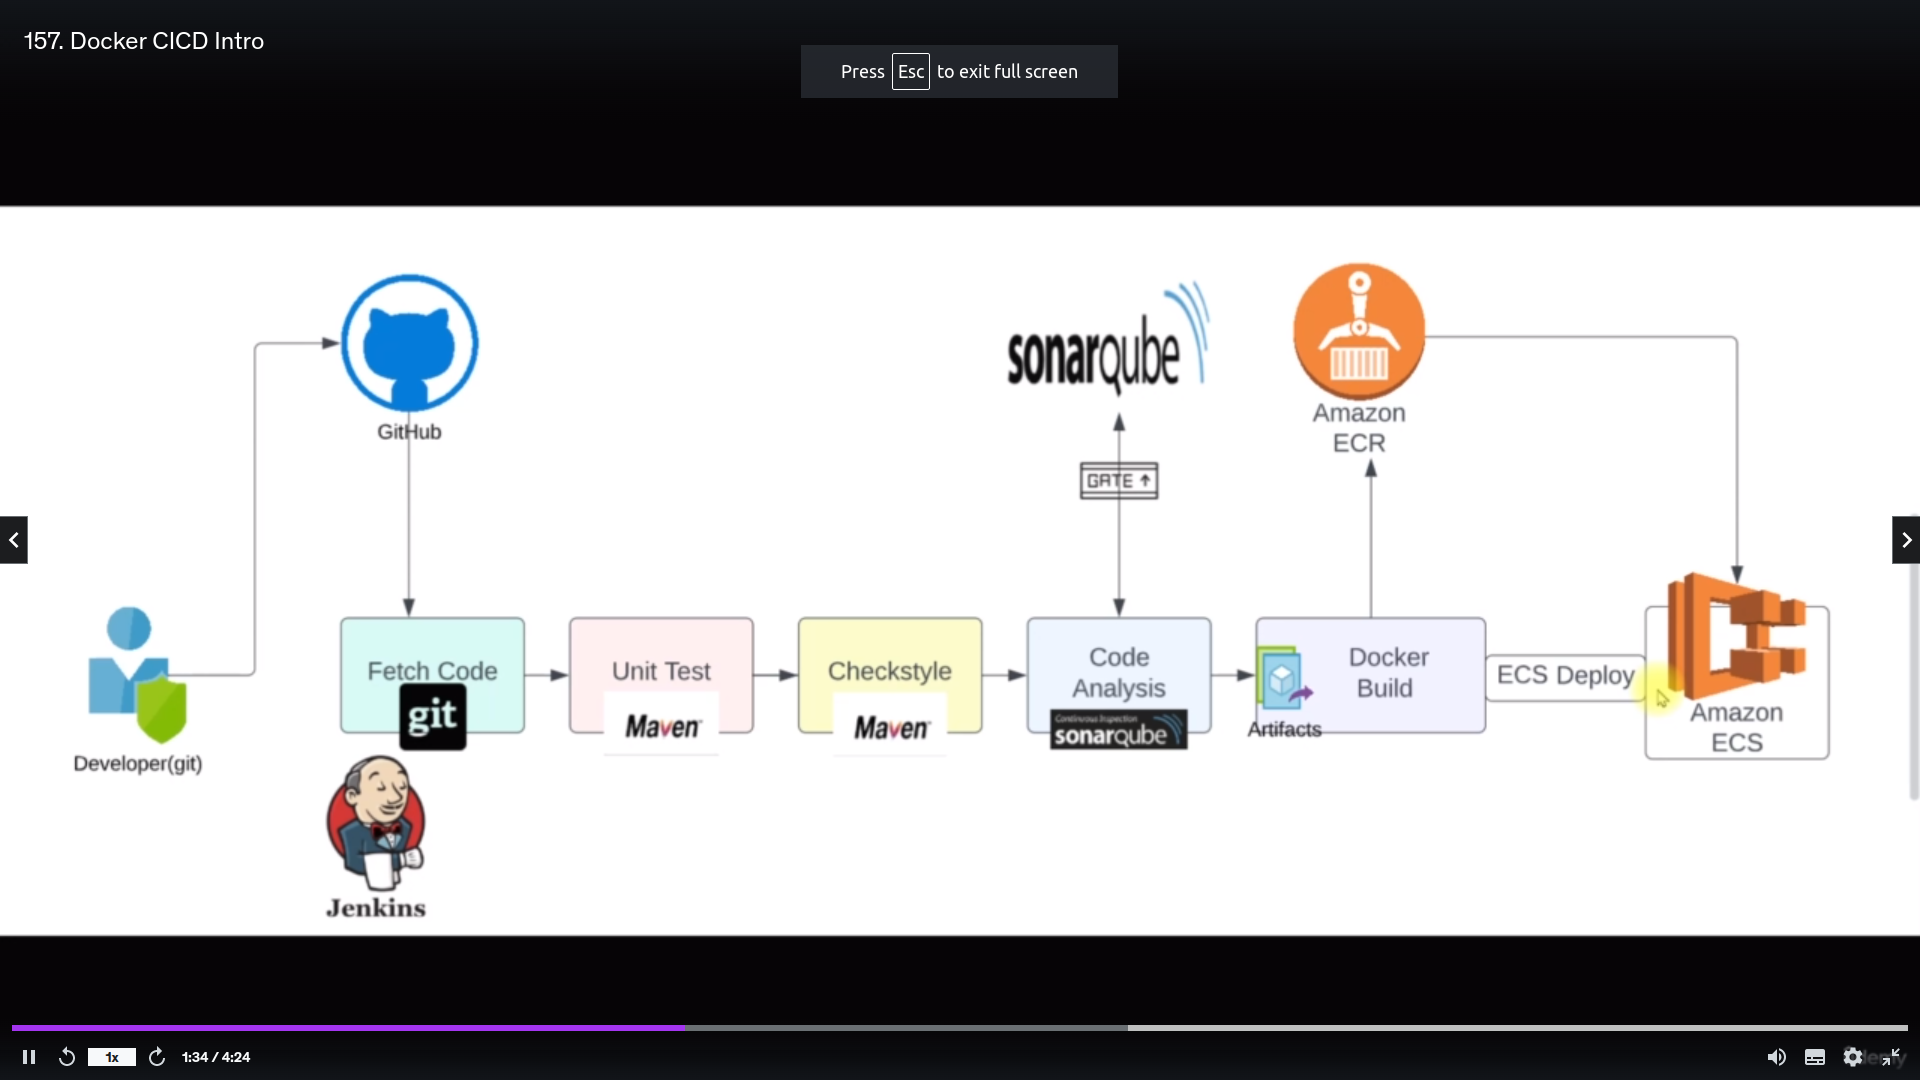 157. Docker CICD Intro
Press Esc to exit full screen
GitHub
sonarqube
Amazon
ECR
GATE ↑
Fetch Code
git
Unit Test
Maven
Checkstyle
Maven
Code
Analysis
Continuous Inspection
sonarqube
Docker
Build
Artifacts
ECS Deploy
Amazon
ECS
Developer(git)
Jenkins
1x
1:34 / 4:24